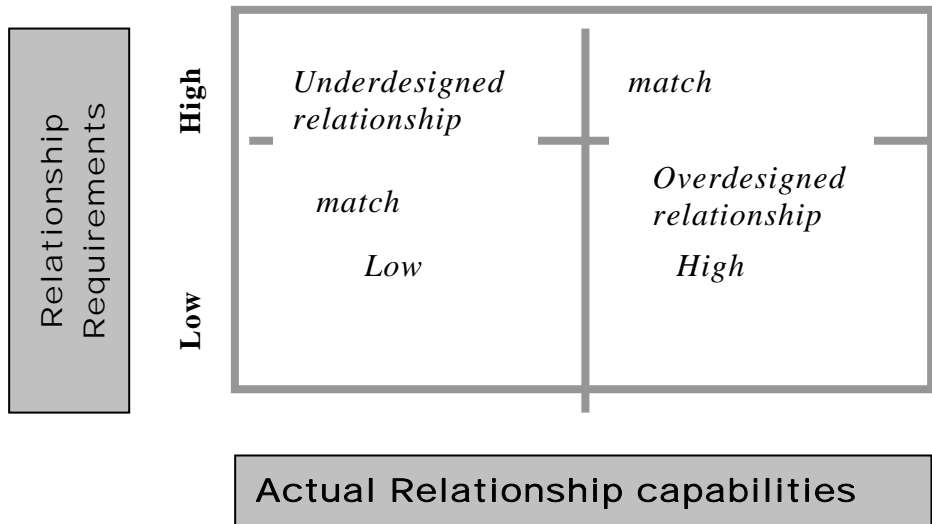 Relationship
Requirements
High
Low
Underdesigned
relationship
match
match
Overdesigned
relationship
Low
High
Actual Relationship capabilities